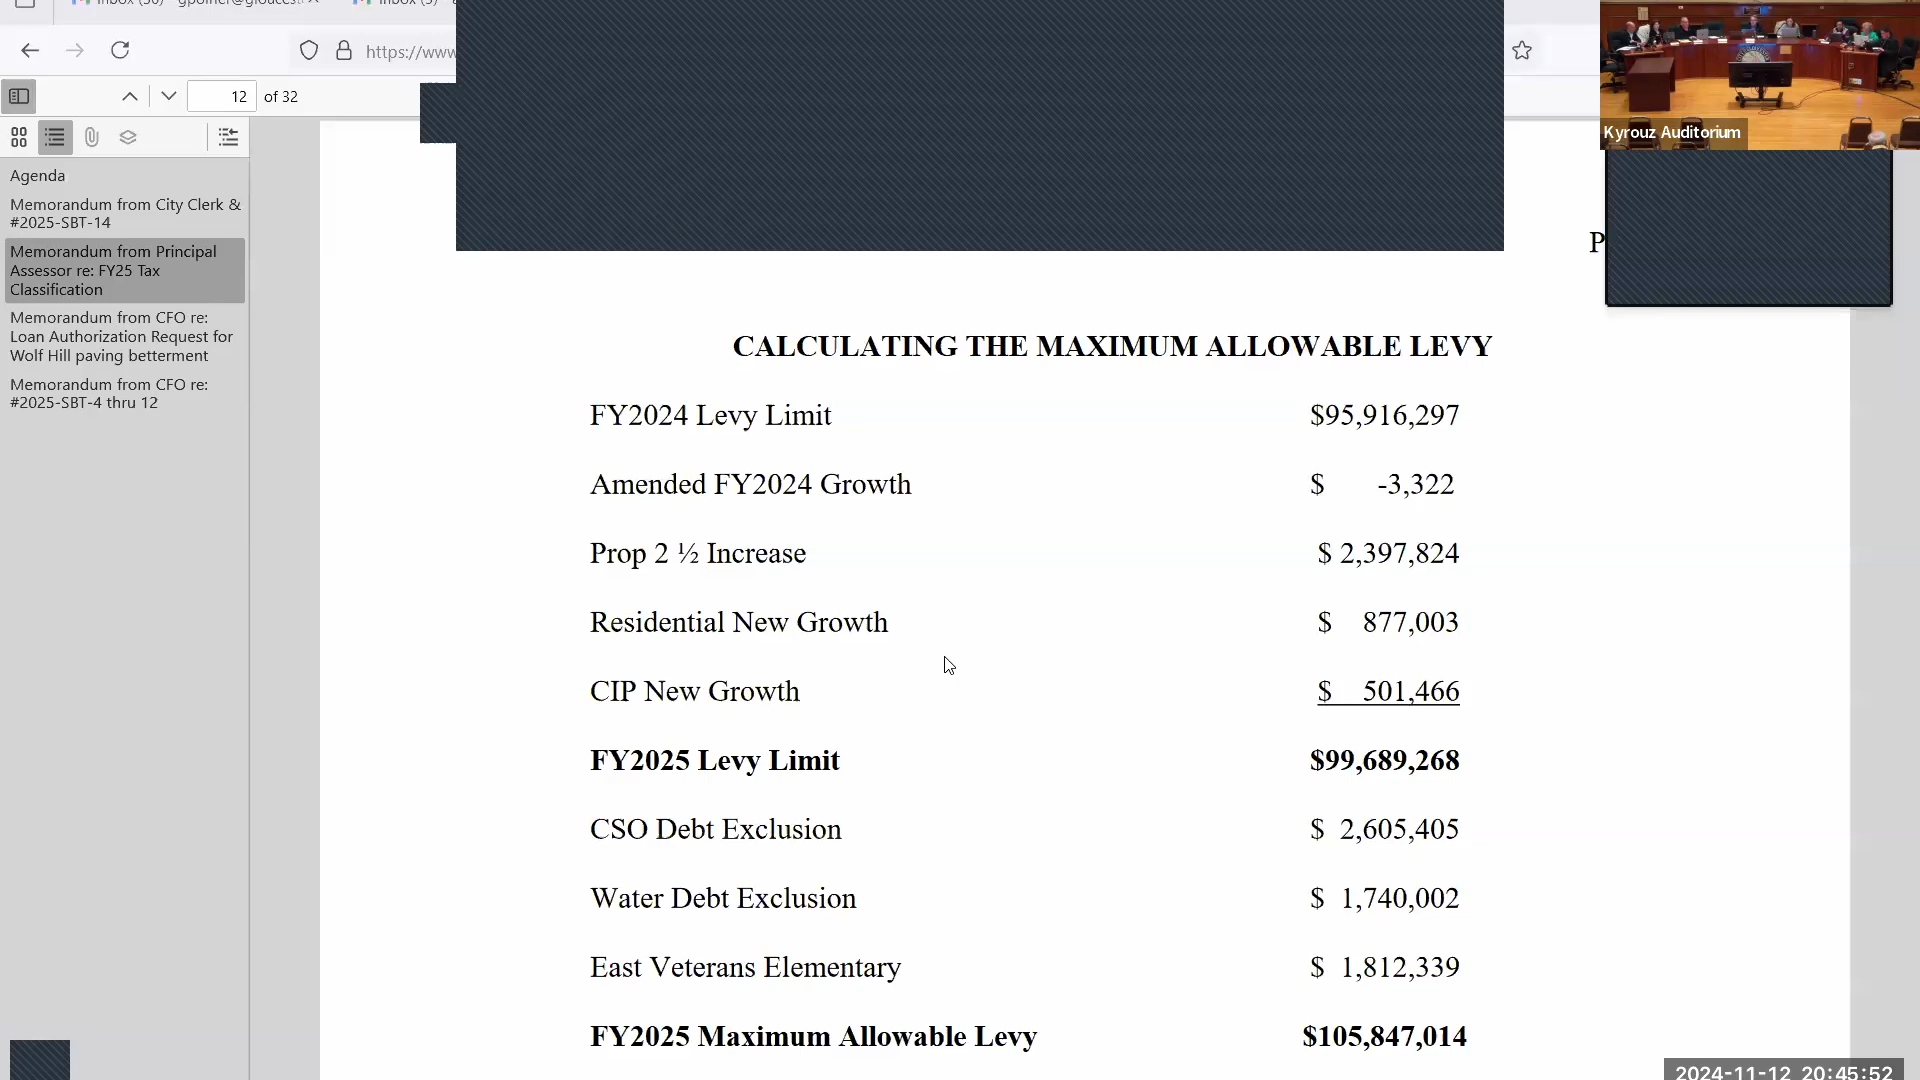 https://www
12 of 32
Kyrouz Auditorium
Agenda
Memorandum from City Clerk &
#2025-SBT-14
Memorandum from Principal
Assessor re: FY25 Tax
Classification
Memorandum from CFO re:
Loan Authorization Request for
Wolf Hill paving betterment
Memorandum from CFO re:
#2025-SBT-4 thru 12
P
CALCULATING THE MAXIMUM ALLOWABLE LEVY
FY2024 Levy Limit $95,916,297
Amended FY2024 Growth $ -3,322
Prop 2 ½ Increase $ 2,397,824
Residential New Growth $ 877,003
CIP New Growth $ 501,466
FY2025 Levy Limit $99,689,268
CSO Debt Exclusion $ 2,605,405
Water Debt Exclusion $ 1,740,002
East Veterans Elementary $ 1,812,339
FY2025 Maximum Allowable Levy $105,847,014
2024-11-12 20:45:52